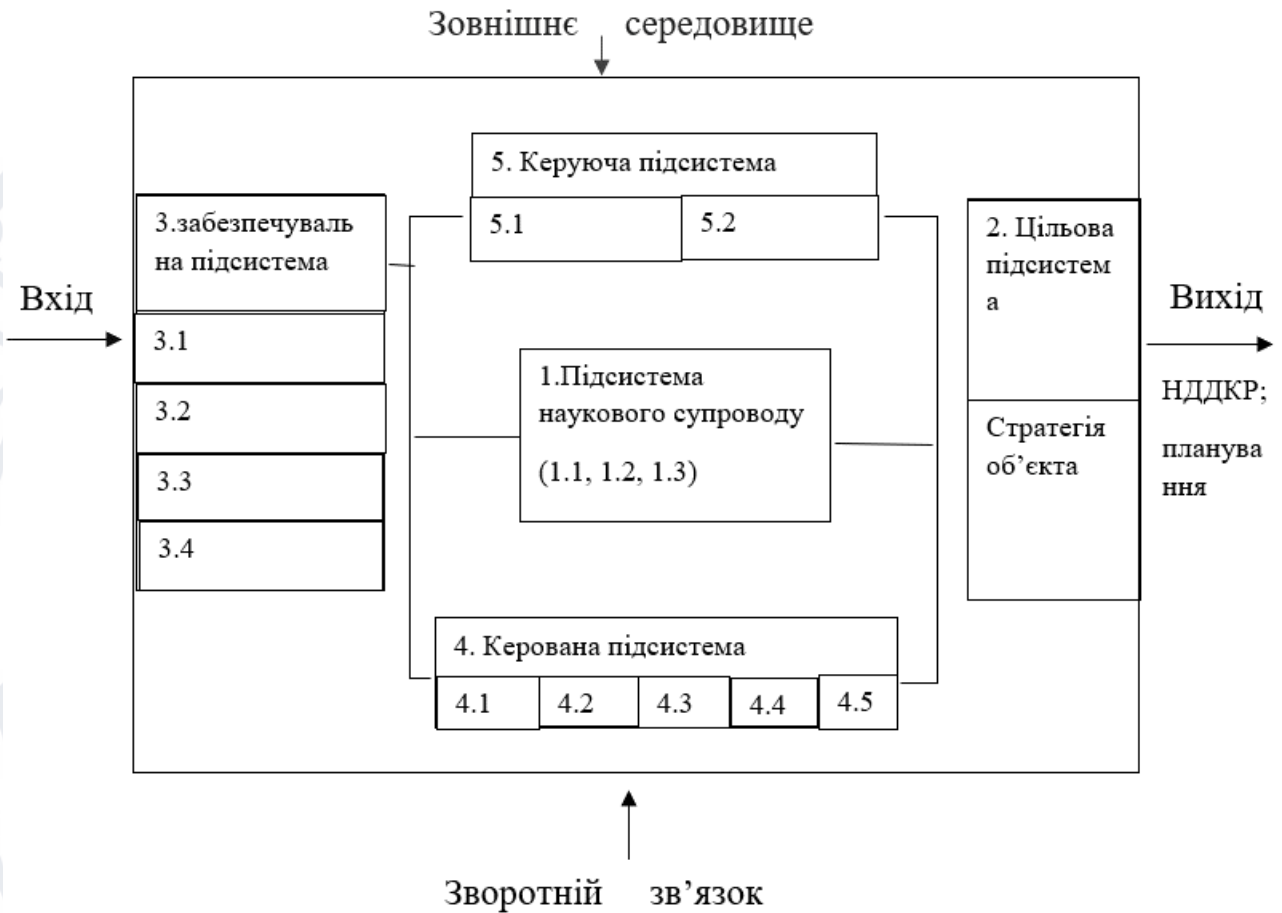 Зовнішнє середовище
5. Керуюча підсистема
5.1
5.2
3.забезпечуваль
на підсистема
3.1
3.2
3.3
3.4
Вхід
1.Підсистема
наукового супроводу
(1.1, 1.2, 1.3)
2. Цільова
підсистем
а
Стратегія
об’єкта
Вихід
НДДКР;
планува
ння
4. Керована підсистема
4.1
4.2
4.3
4.4
4.5
Зворотній зв’язок